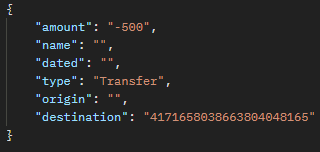 {
"amount": "-500",
"name": "",
"dated": "",
"type": "Transfer",
"origin": "",
"destination": "4171658038663804048165"
}